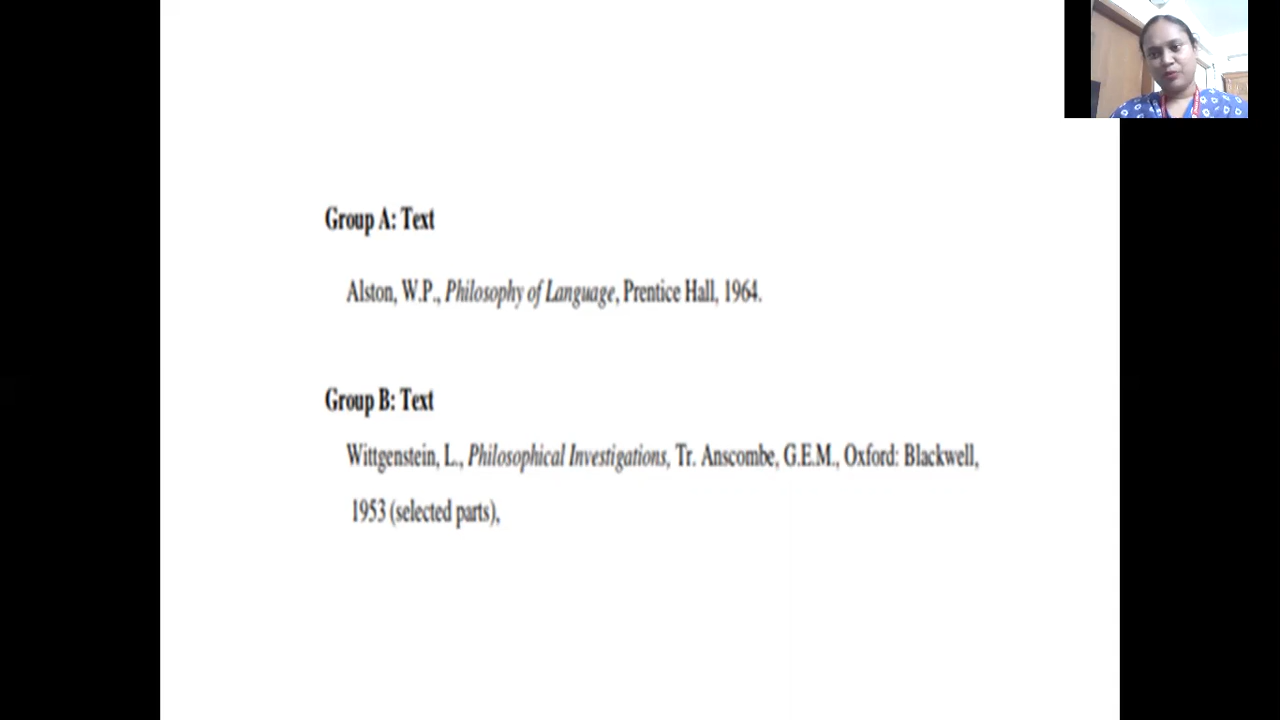 Group A: Text
Alston, W.P., Philosophy of Language, Prentice Hall, 1964.
Group B: Text
Wittgenstein, L., Philosophical Investigations, Tr. Anscombe, G.E.M., Oxford: Blackwell,
1953 (selected parts),